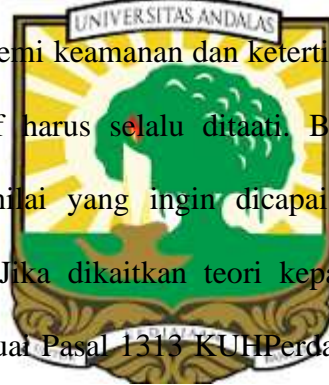 UNIVERSITAS ANDALAS
emi keamanan dan keterti
harus selalu ditaati. B
nilai yang ingin dicapai
Jika dikaitkan teori kepa
uai Pasal 1313 KUHPerda